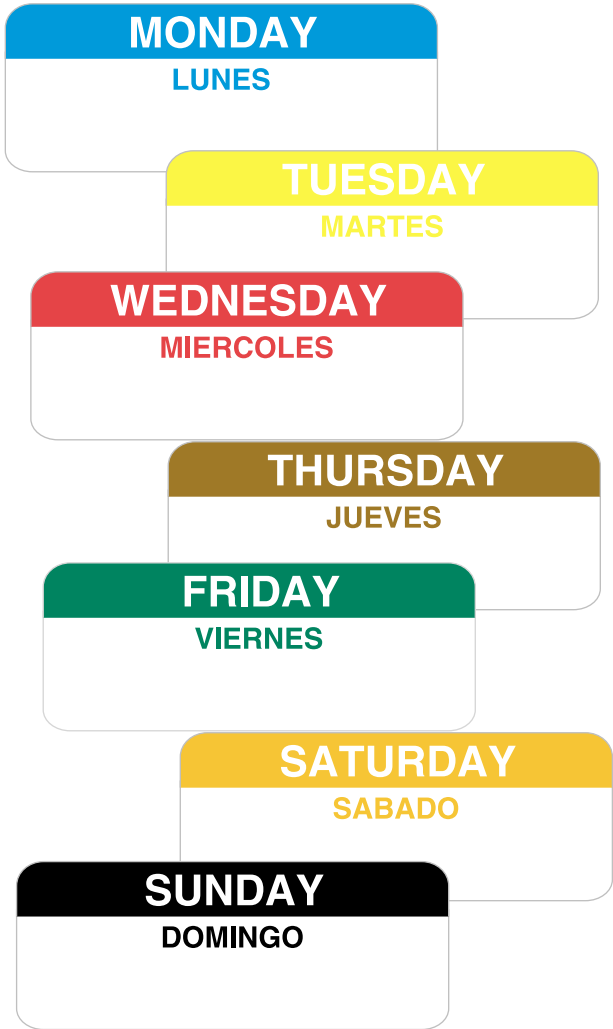 MONDAY
LUNES
TUESDAY
MARTES
WEDNESDAY
MIERCOLES
THURSDAY
JUEVES
FRIDAY
VIERNES
SATURDAY
SABADO
SUNDAY
DOMINGO